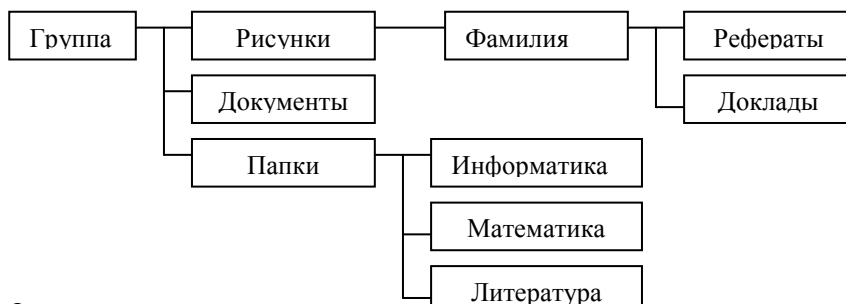 Группа Рисунки Фамилия Рефераты
Документы Доклады
Папки Информатика
Математика
Литература